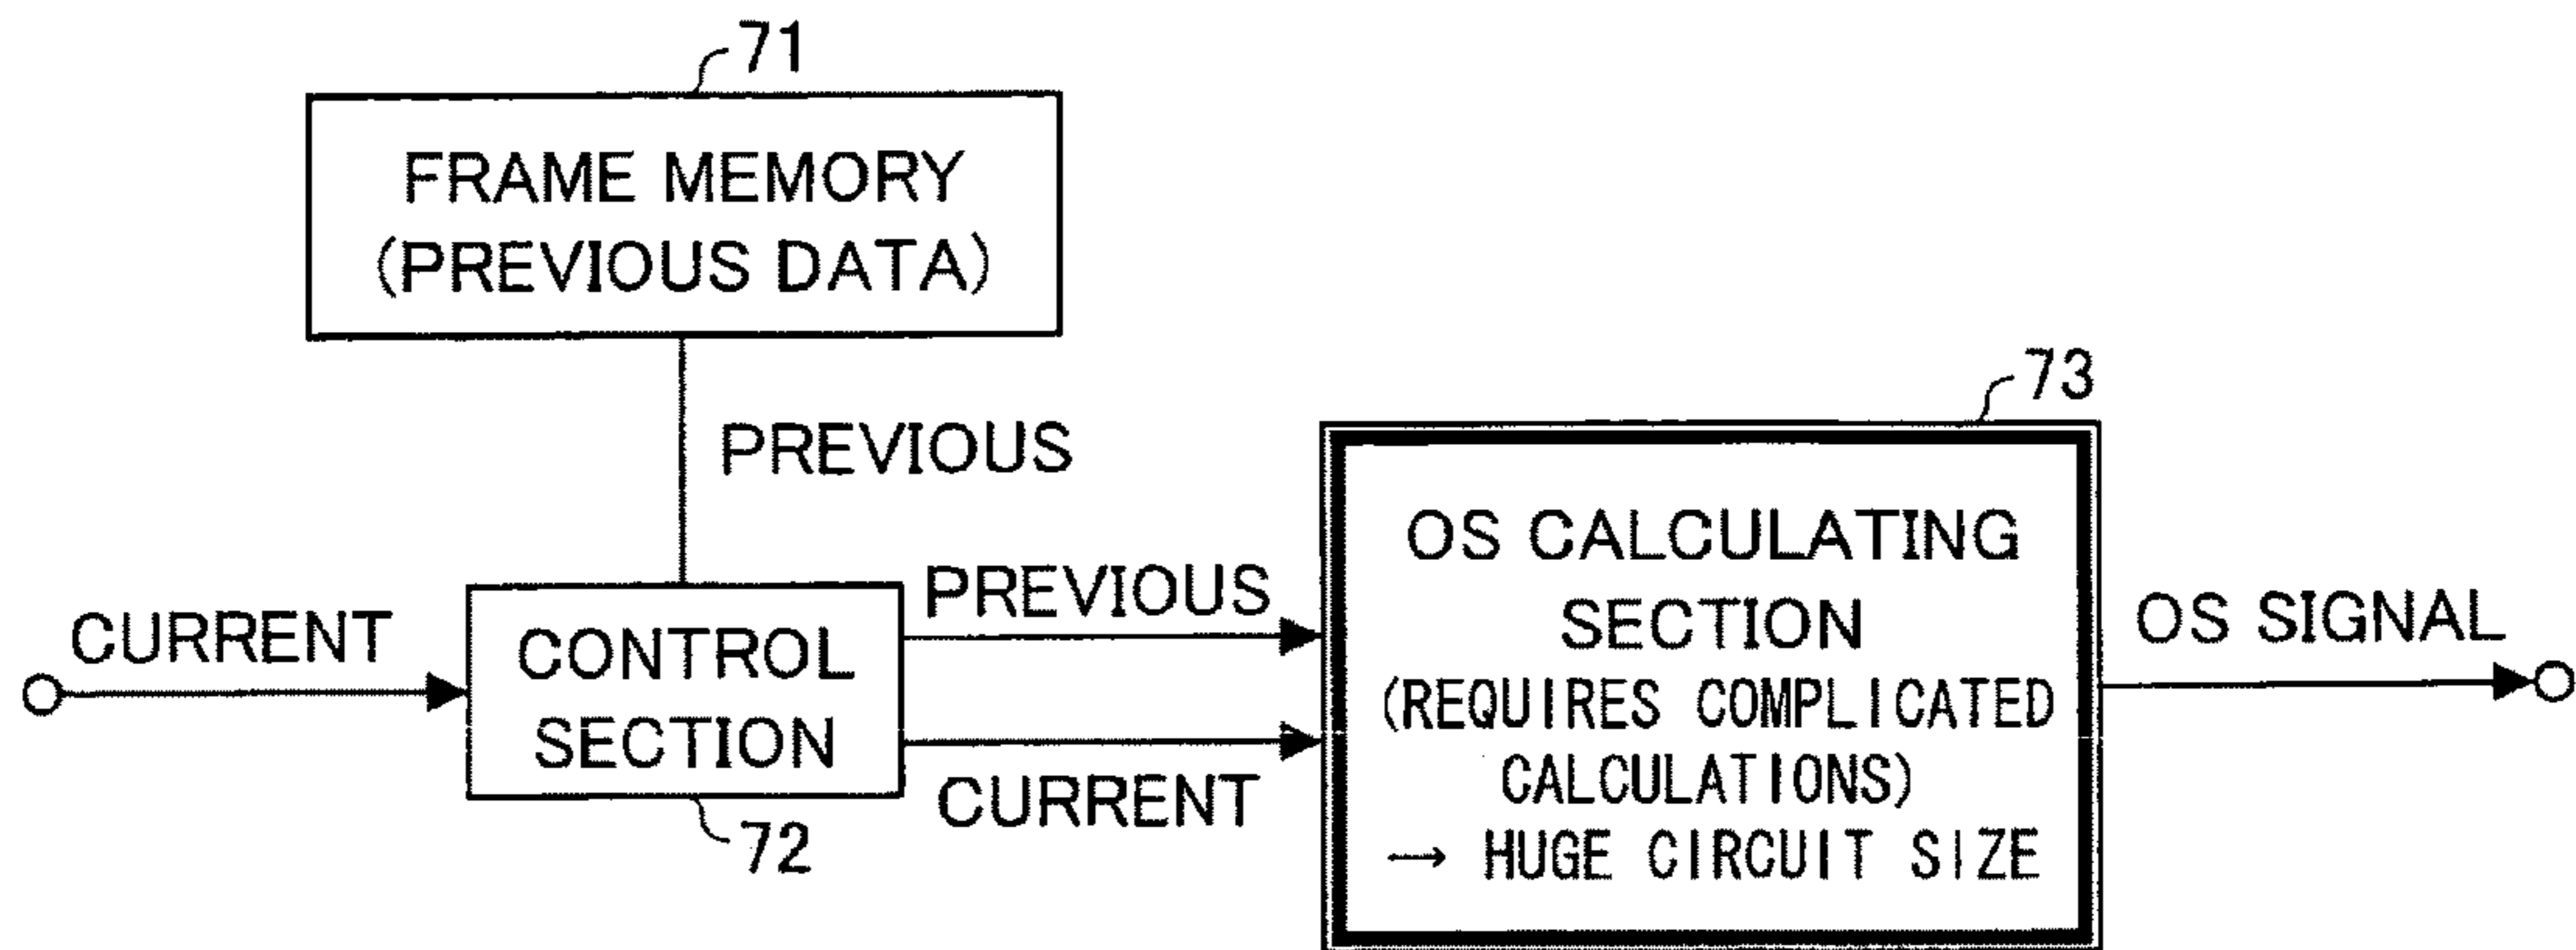 71
FRAME MEMORY
(PREVIOUS DATA)
PREVIOUS
73
CURRENT
CONTROL
SECTION
72
PREVIOUS
CURRENT
OS CALCULATING
SECTION
(REQUIRES COMPLICATED
CALCULATIONS)
→ HUGE CIRCUIT SIZE
OS SIGNAL